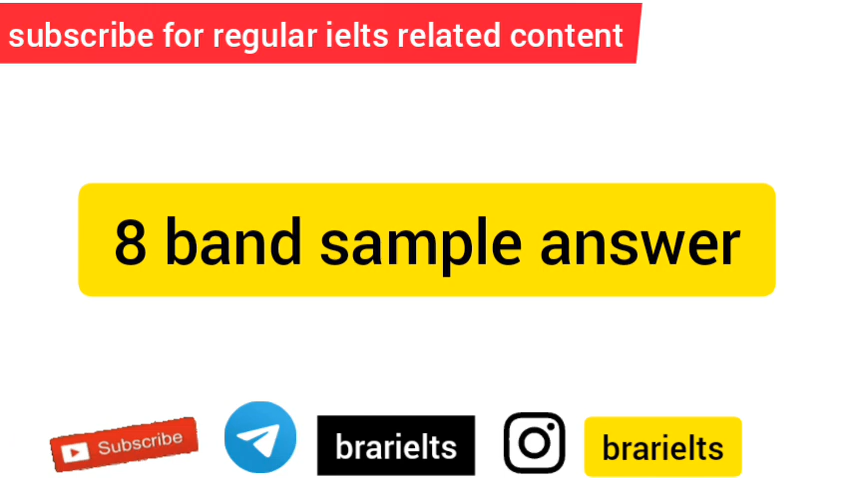 subscribe for regular ielts related content
8 band sample answer
Subscribe
brarielts
brarielts